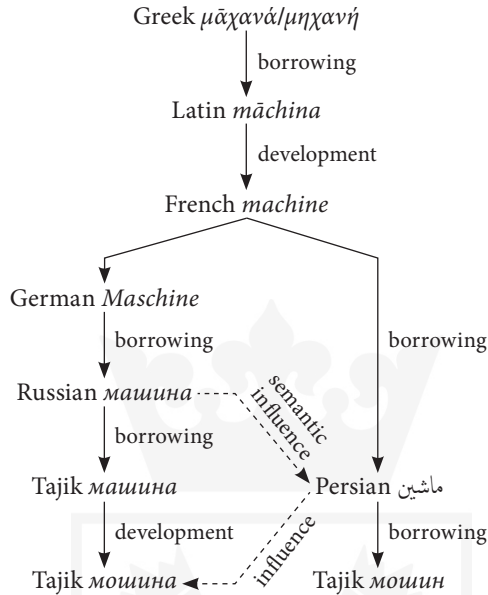 Greek μᾱχανά/μηχανή
borrowing
Latin māchina
development
French machine
German Maschine
borrowing
borrowing
Russian машина
semantic
influence
borrowing
Tajik машина
Persian ماشین
development
influence
borrowing
Tajik мошина
Tajik мошин